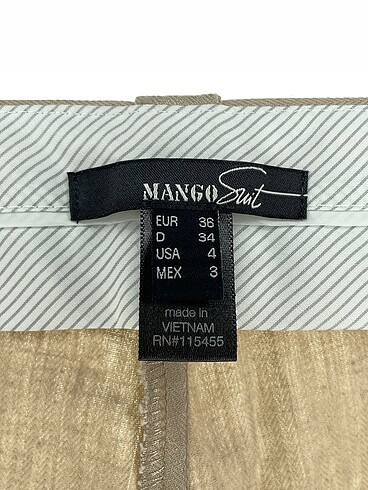 MANGO Suit
EUR 36
D 34
USA 4
MEX 3
made in
VIETNAM
RN#115455